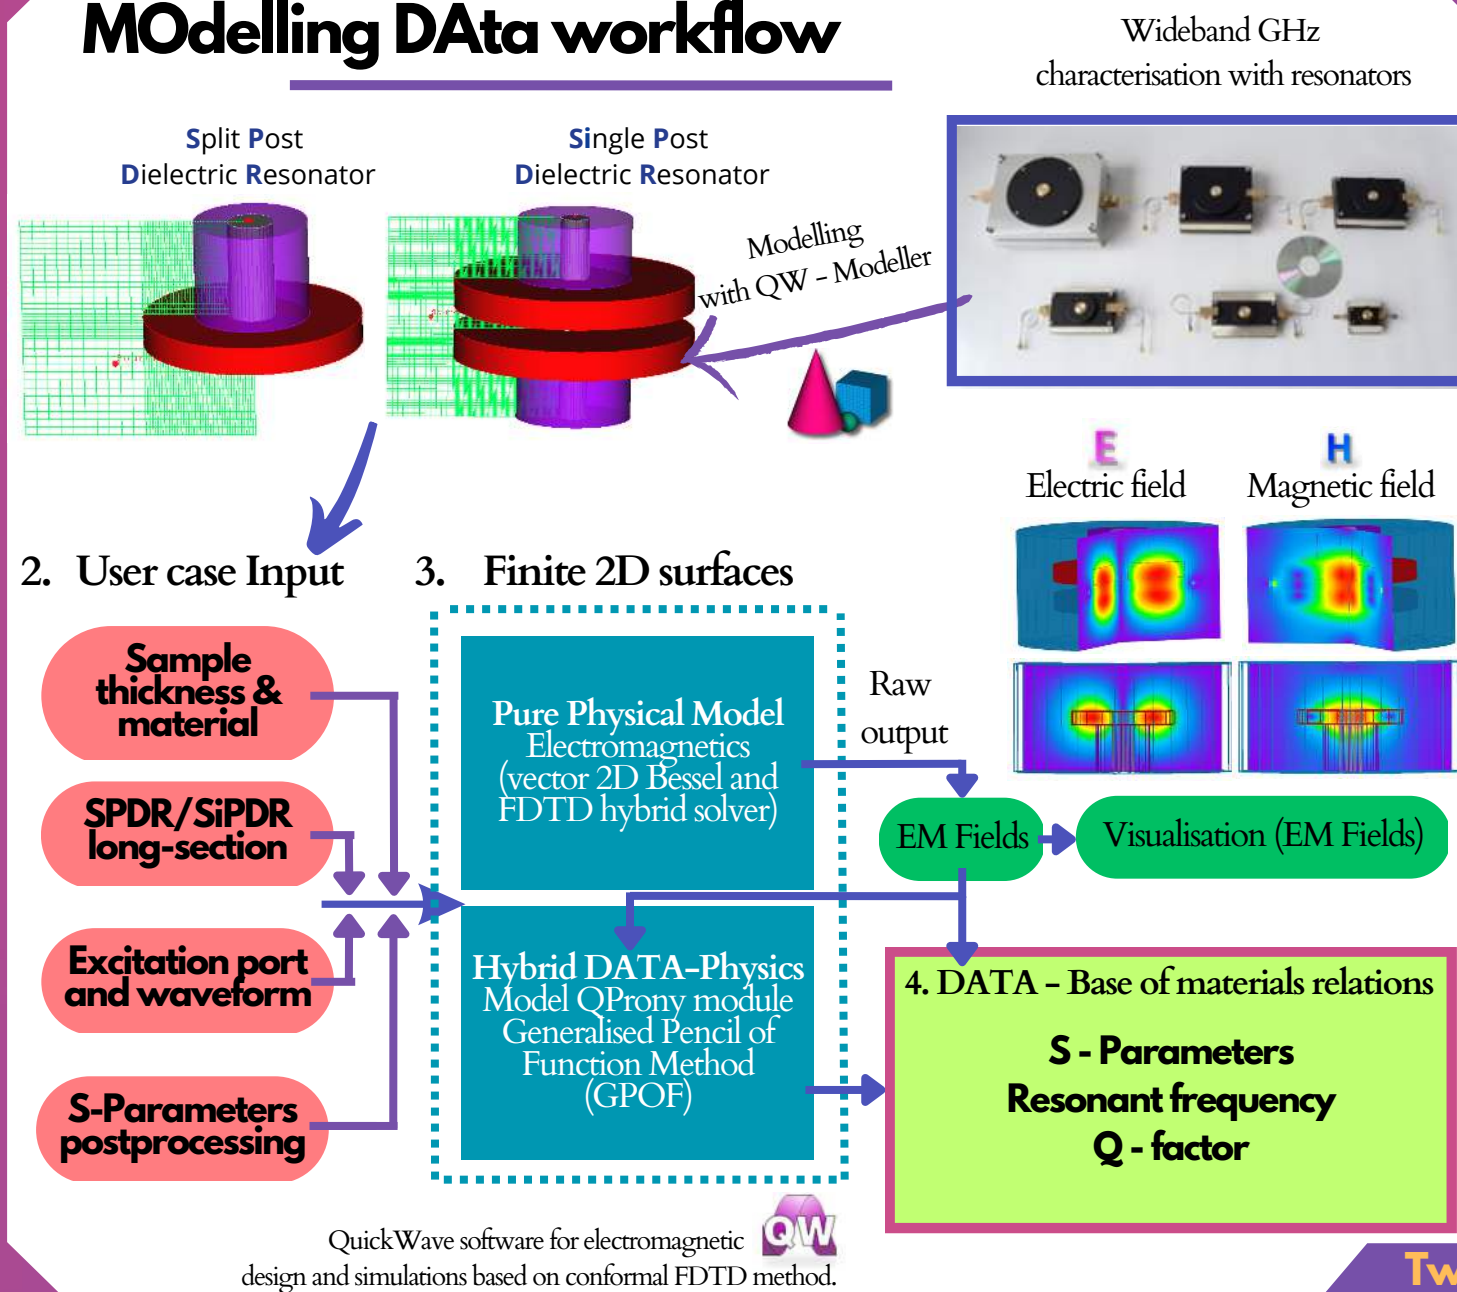 MOdelling DAta workflow
Wideband GHz
characterisation with resonators
Split Post
Dielectric Resonator
Single Post
Dielectric Resonator
Modelling
with QW - Modeller
E
Electric field
H
Magnetic field
2. User case Input
3. Finite 2D surfaces
Sample
thickness &
material
SPDR/SiPDR
long-section
Excitation port
and waveform
S-Parameters
postprocessing
Pure Physical Model
Electromagnetics
(vector 2D Bessel and
FDTD hybrid solver)
Raw
output
EM Fields
Visualisation (EM Fields)
Hybrid DATA-Physics
Model QProny module
Generalised Pencil of
Function Method
(GPOF)
4. DATA - Base of materials relations
S - Parameters
Resonant frequency
Q - factor
QuickWave software for electromagnetic
design and simulations based on conformal FDTD method.
QW
Tw